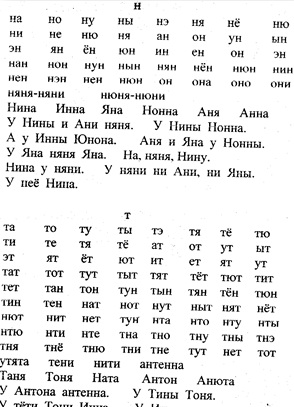 н
на но ну ны нэ ня нё ню
ни не ню ня ан он ун ын
эн ян ён юн ин ен он эн
нан нон нун нын нян нён нюн нин
нен нэн нен нюн он она оно они
няня-няни нюня-нюни
Нина Инна Яна Нонна Аня Анна
У Нины и Ани няня. У Нины Нонна.
А у Инны Юнона. Аня и Яна у Нонны.
У Яна няня Яна. На, няня, Нину.
Нина у няни. У няни ни Ани, ни Яны.
У неё Нина.
т
та то ту ты тэ тя тё тю
ти те тя тё ат от ут ыт
эт ят ёт ют ит ет ят ут
тат тот тут тыт тят тёт тют тит
тет тан тон тун тын тян тён тюн
тин тен нат нот нут ныт нят нёт
нют нит нет тун нта нто нту нты
нтю нти нте тна тно тну тны тнэ
тня тнё тню тни тне тут нет тот
утята тени нити антенна
Таня Тоня Ната Антон Анюта
У Антона антенна. У Тины Тоня.
У тёти Тони Инна.